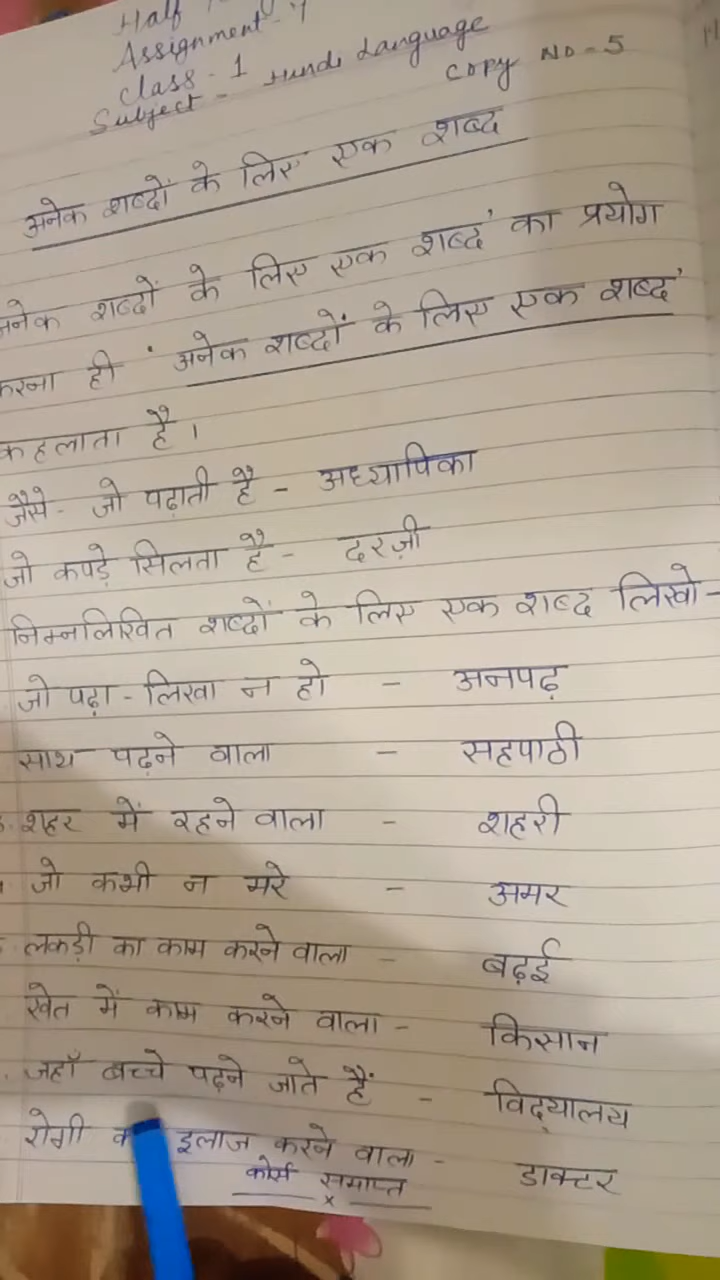 Half
Assignment - 4
Class - 1
Subject - Hindi Language
Copy No - 5
अनेक शब्दों के लिए एक शब्द
अनेक शब्दों के लिए एक शब्द' का प्रयोग
करना ही 'अनेक शब्दों के लिए एक शब्द'
कहलाता है।
जैसे - जो पढ़ाती है - अध्यापिका
जो कपड़े सिलता है - दरज़ी
निम्नलिखित शब्दों के लिए एक शब्द लिखो -
जो पढ़ा - लिखा न हो - अनपढ़
साथ पढ़ने वाला - सहपाठी
शहर में रहने वाला - शहरी
जो कभी न मरे - अमर
लकड़ी का काम करने वाला - बढ़ई
खेत में काम करने वाला - किसान
जहाँ बच्चे पढ़ने जाते हैं - विद्यालय
रोगी का इलाज करने वाला - डाक्टर
कोर्स समाप्त
x